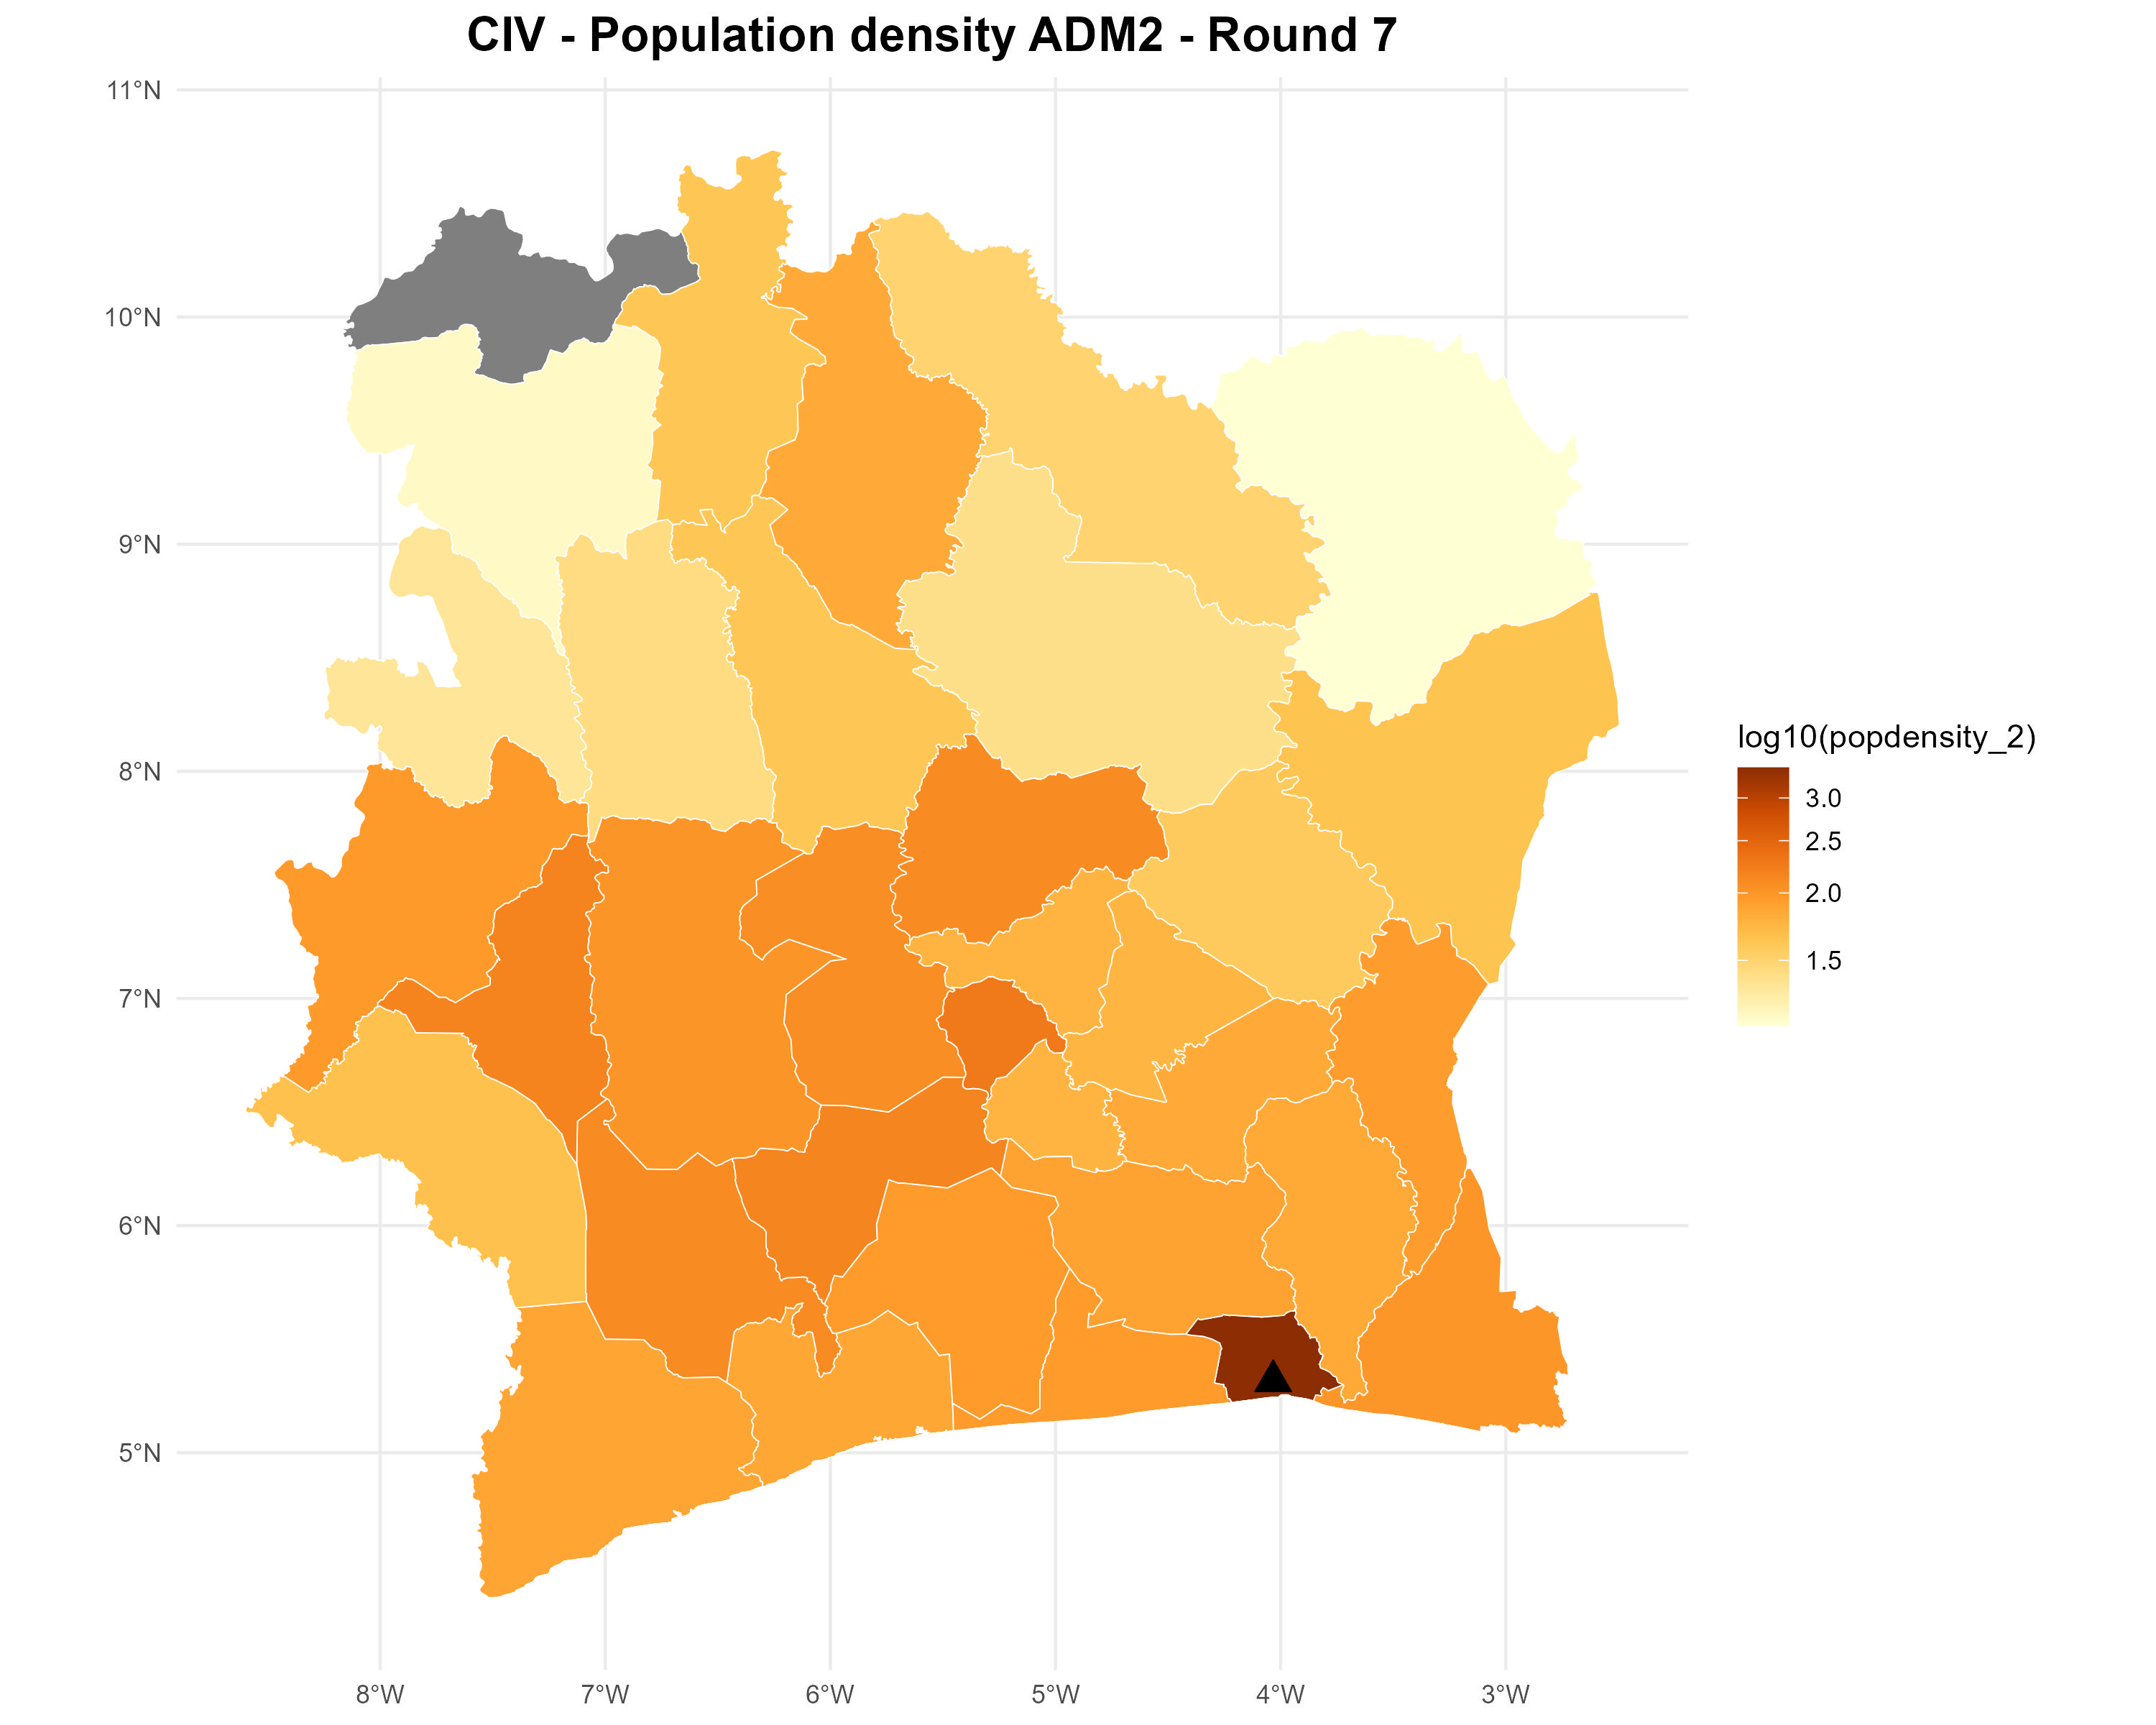 CIV - Population density ADM2 - Round 7
11°N
10°N
9°N
8°N
7°N
6°N
5°N
8°W
7°W
6°W
5°W
4°W
3°W
log10(popdensity_2)
3.0
2.5
2.0
1.5